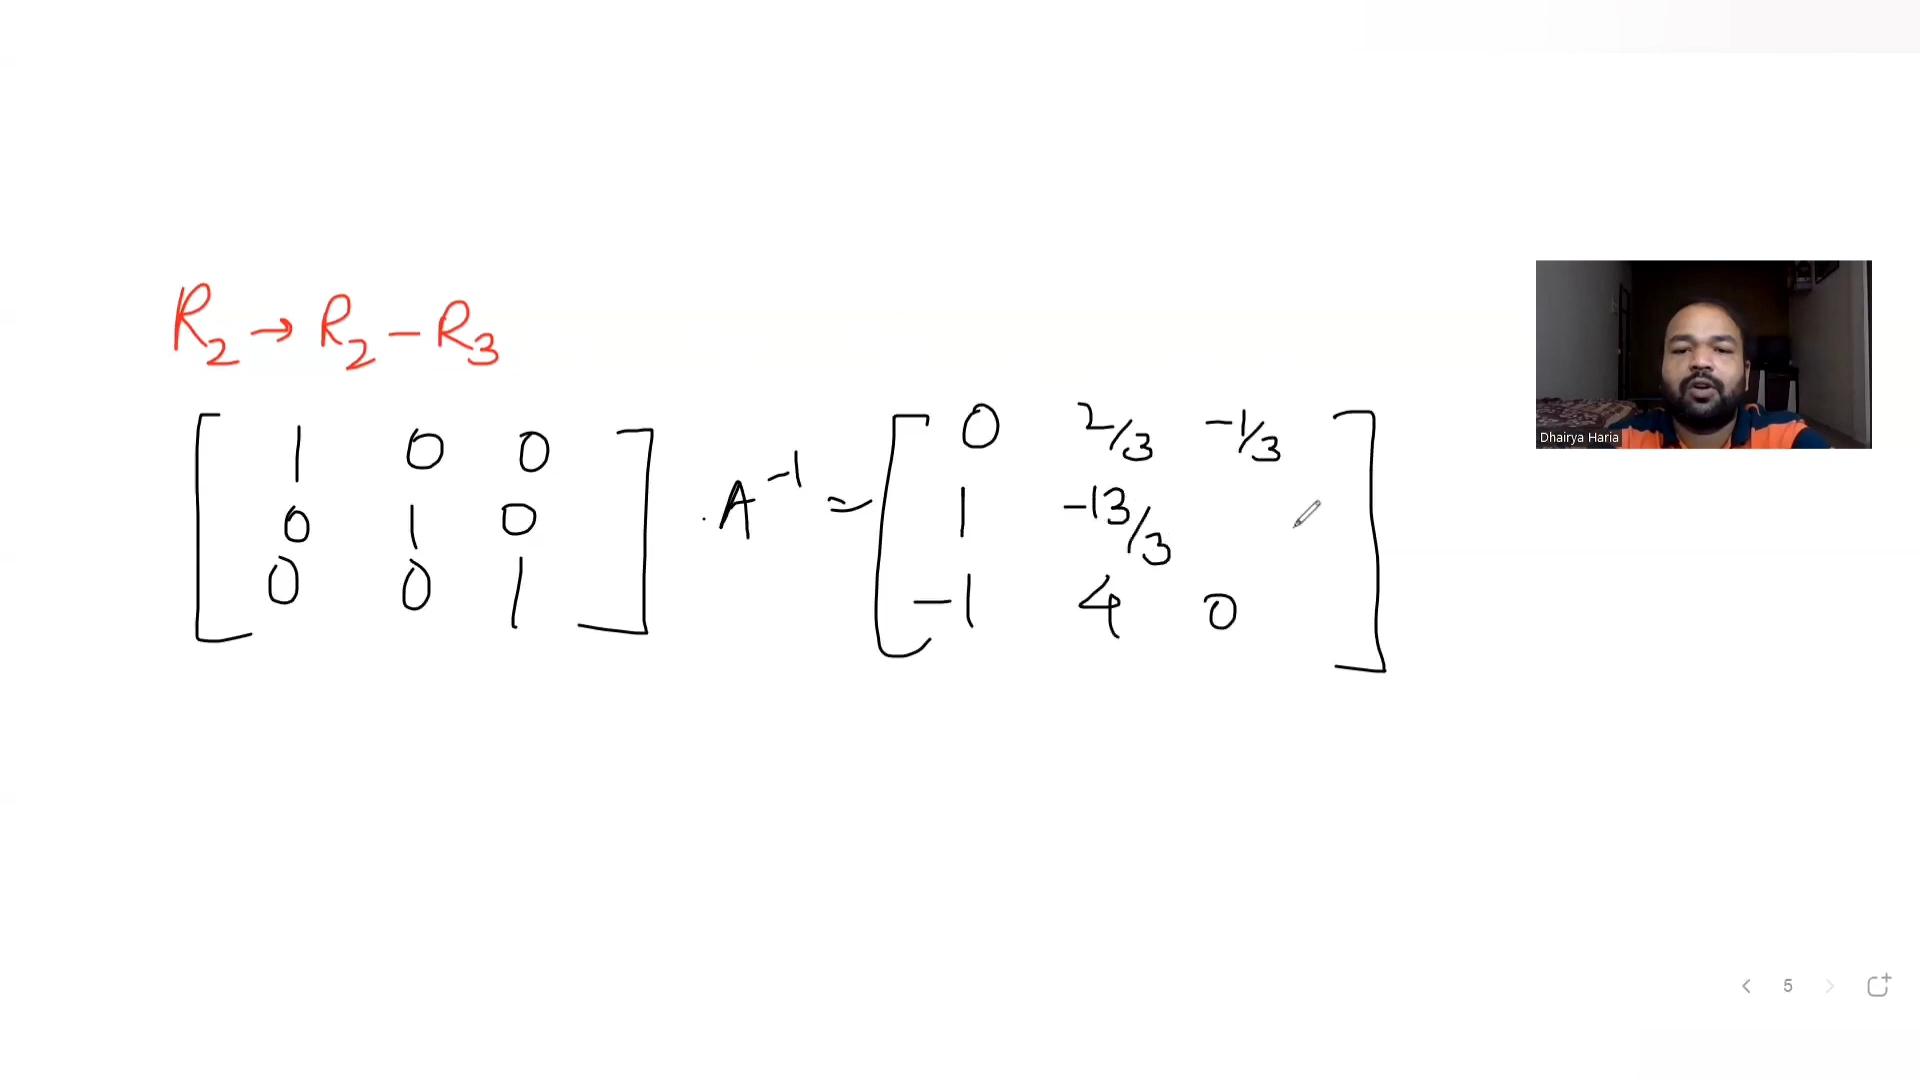 R₂ → R₂ – R₃
[ 1 0 0 ] [ 0 2/3 -1/3 ]
[ 0 1 0 ] . A⁻¹ = [ 1 -13/3 ]
[ 0 0 1 ] [ -1 4 0 ]
Dhairya Haria
5